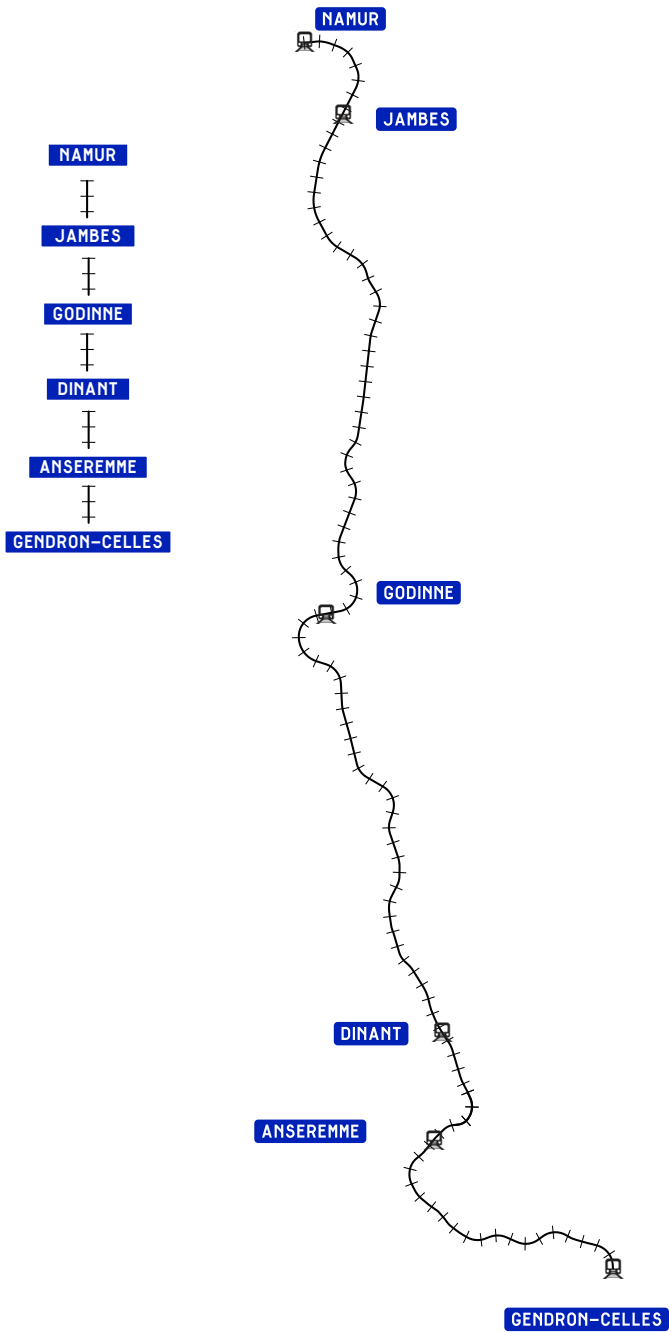 NAMUR
JAMBES
NAMUR
JAMBES
GODINNE
DINANT
ANSEREMME
GENDRON-CELLES
GODINNE
DINANT
ANSEREMME
GENDRON-CELLES